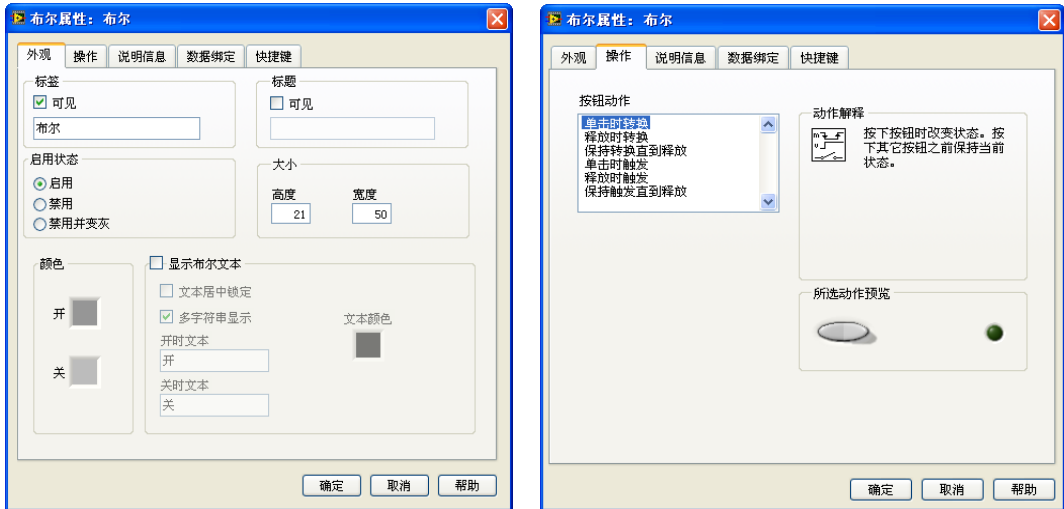 布尔属性：布尔
外观 操作 说明信息 数据绑定 快捷键
标签
可见
布尔
标题
可见
启用状态
启用
禁用
禁用并变灰
大小
高度 宽度
21 50
颜色
开
关
显示布尔文本
文本居中锁定
多字符串显示
开时文本
开
关时文本
关
文本颜色
确定 取消 帮助
布尔属性：布尔
外观 操作 说明信息 数据绑定 快捷键
按钮动作
单击时转换
释放时转换
保持转换直到释放
单击时触发
释放时触发
保持触发直到释放
动作解释
按下按钮时改变状态。按
下其它按钮之前保持当前
状态。
所选动作预览
确定 取消 帮助